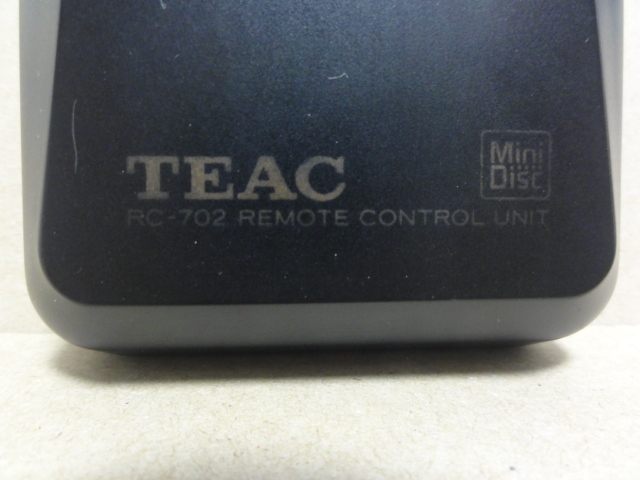 TEAC
Mini
Disc
RC-702 REMOTE CONTROL UNIT